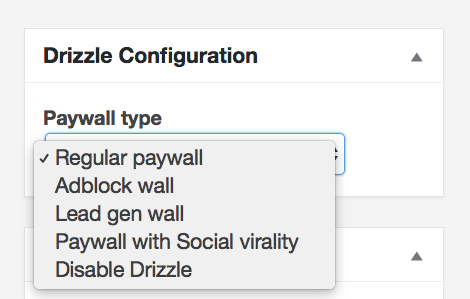 Drizzle Configuration
Paywall type
✓ Regular paywall
Adblock wall
Lead gen wall
Paywall with Social virality
Disable Drizzle